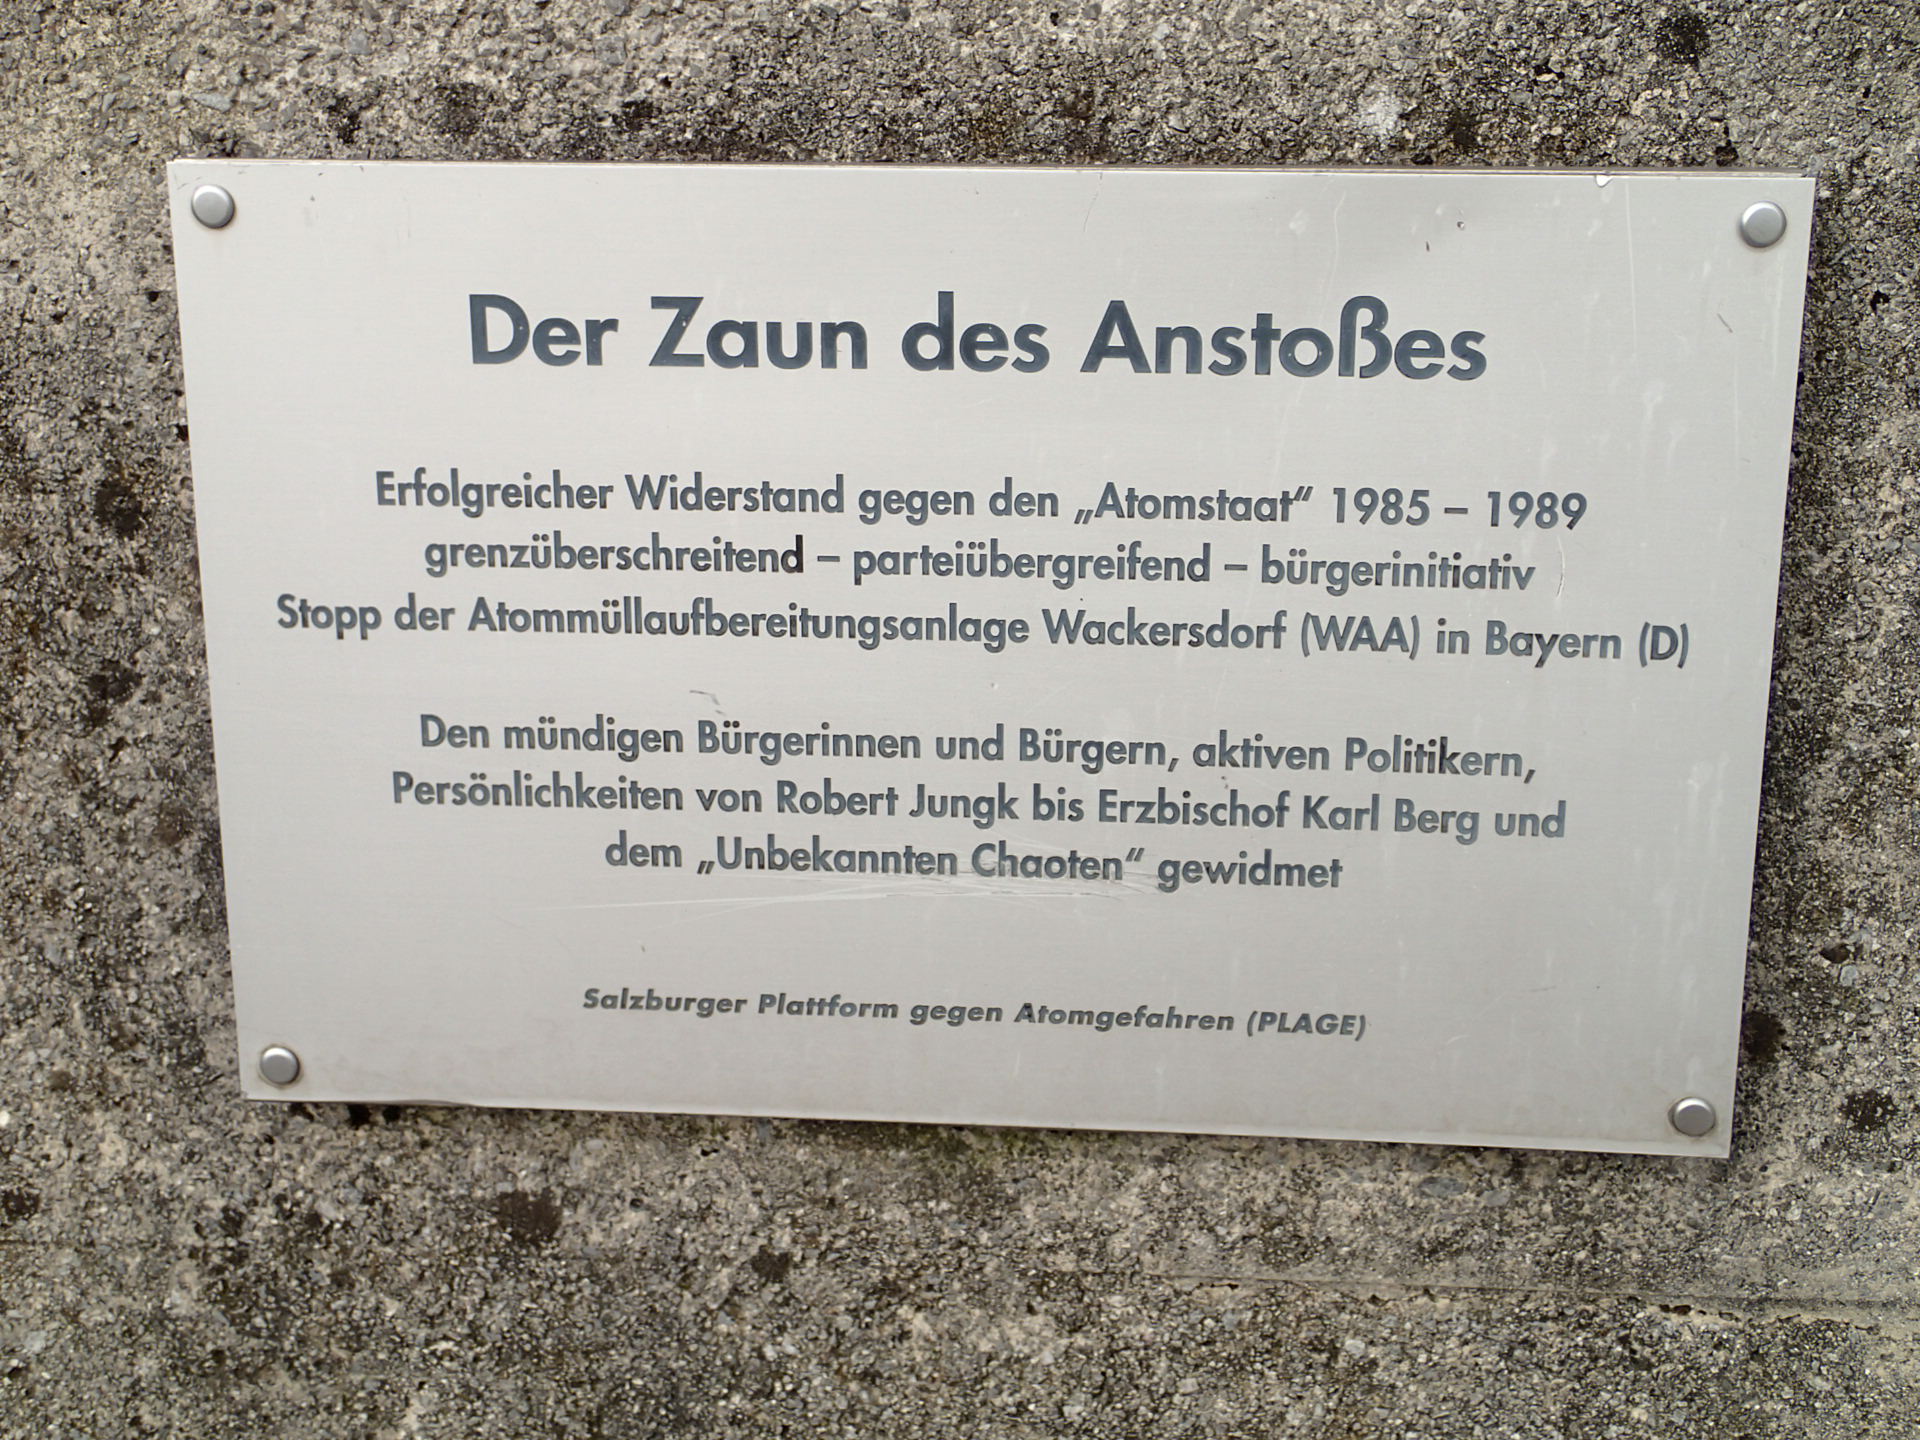 Der Zaun des Anstoßes
Erfolgreicher Widerstand gegen den „Atomstaat“ 1985 – 1989
grenzüberschreitend – parteiübergreifend – bürgerinitiativ
Stopp der Atommüllaufbereitungsanlage Wackersdorf (WAA) in Bayern (D)
Den mündigen Bürgerinnen und Bürgern, aktiven Politikern,
Persönlichkeiten von Robert Jungk bis Erzbischof Karl Berg und
dem „Unbekannten Chaoten“ gewidmet
Salzburger Plattform gegen Atomgefahren (PLAGE)